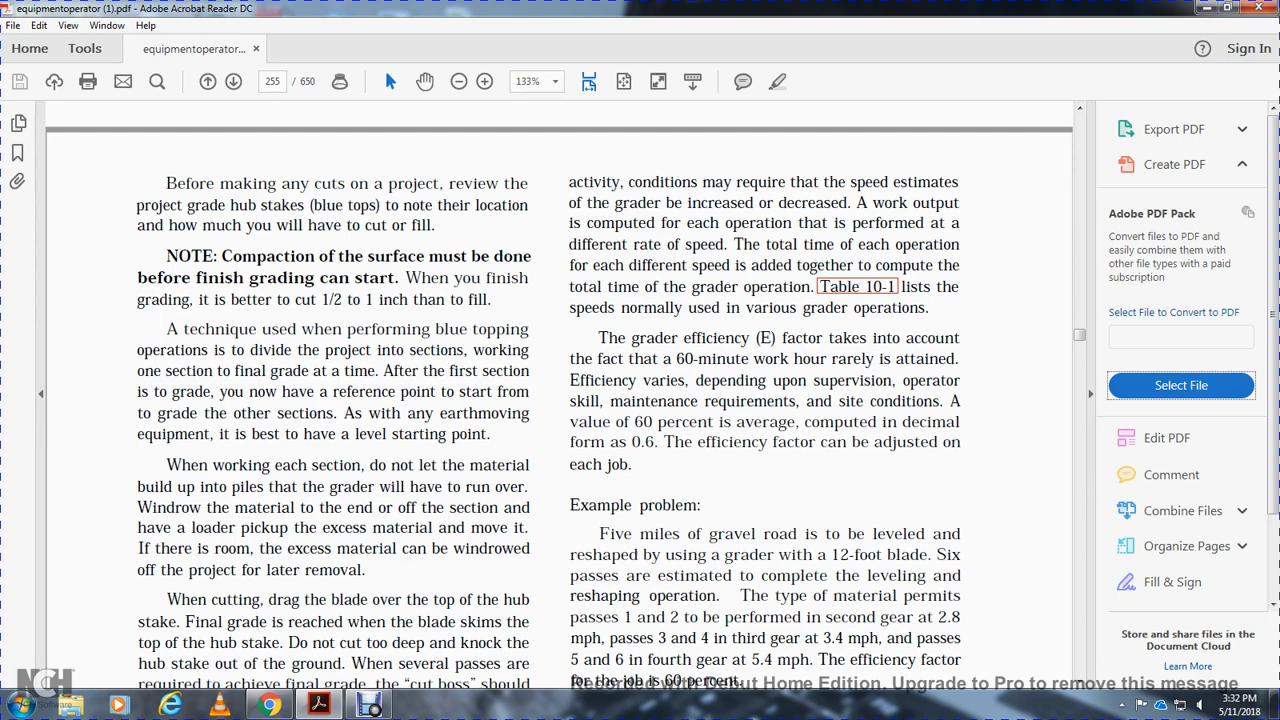 equipmentoperator (1).pdf - Adobe Acrobat Reader DC
File Edit View Window Help
Home Tools equipmentoperator... × Sign In
255 / 650 133%
Before making any cuts on a project, review the
project grade hub stakes (blue tops) to note their location
and how much you will have to cut or fill.
NOTE: Compaction of the surface must be done
before finish grading can start. When you finish
grading, it is better to cut 1/2 to 1 inch than to fill.
A technique used when performing blue topping
operations is to divide the project into sections, working
one section to final grade at a time. After the first section
is to grade, you now have a reference point to start from
to grade the other sections. As with any earthmoving
equipment, it is best to have a level starting point.
When working each section, do not let the material
build up into piles that the grader will have to run over.
Windrow the material to the end or off the section and
have a loader pickup the excess material and move it.
If there is room, the excess material can be windrowed
off the project for later removal.
When cutting, drag the blade over the top of the hub
stake. Final grade is reached when the blade skims the
top of the hub stake. Do not cut too deep and knock the
hub stake out of the ground. When several passes are
required to achieve final grade, the “cut boss” should
activity, conditions may require that the speed estimates
of the grader be increased or decreased. A work output
is computed for each operation that is performed at a
different rate of speed. The total time of each operation
for each different speed is added together to compute the
total time of the grader operation. Table 10-1 lists the
speeds normally used in various grader operations.
The grader efficiency (E) factor takes into account
the fact that a 60-minute work hour rarely is attained.
Efficiency varies, depending upon supervision, operator
skill, maintenance requirements, and site conditions. A
value of 60 percent is average, computed in decimal
form as 0.6. The efficiency factor can be adjusted on
each job.
Example problem:
Five miles of gravel road is to be leveled and
reshaped by using a grader with a 12-foot blade. Six
passes are estimated to complete the leveling and
reshaping operation. The type of material permits
passes 1 and 2 to be performed in second gear at 2.8
mph, passes 3 and 4 in third gear at 3.4 mph, and passes
5 and 6 in fourth gear at 5.4 mph. The efficiency factor
for the job is 60 percent.
Export PDF
Create PDF
Adobe PDF Pack
Convert files to PDF and
easily combine them with
other file types with a paid
subscription
Select File to Convert to PDF
Select File
Edit PDF
Comment
Combine Files
Organize Pages
Fill & Sign
Store and share files in the
Document Cloud
Learn More
NCH
Software
Recorded with Debut Home Edition. Upgrade to Pro to remove this message
3:32 PM
5/11/2018